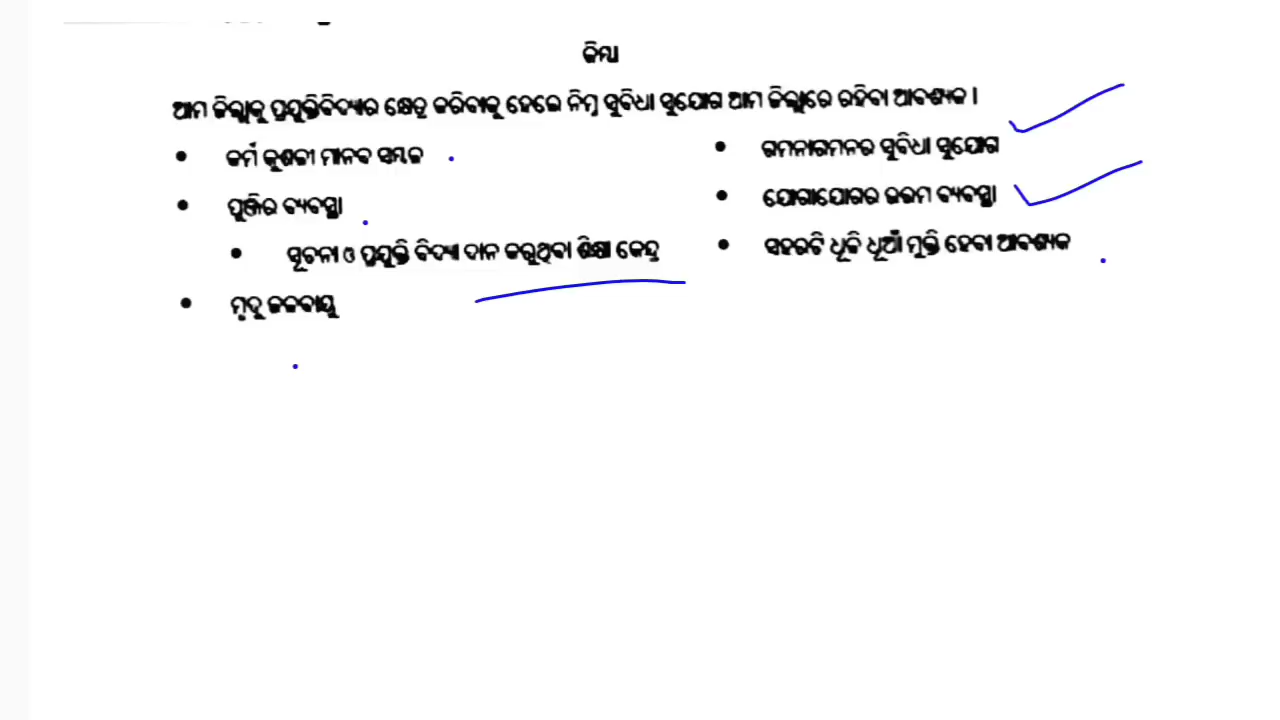 କିମ୍ବା
ଆମ ଜିଲ୍ଲାକୁ ପ୍ରଯୁକ୍ତିବିଦ୍ୟାର କ୍ଷେତ୍ର କରିବାକୁ ହେଲେ ନିମ୍ନ ସୁବିଧା ସୁଯୋଗ ଆମ ଜିଲ୍ଲାରେ ରହିବା ଆବଶ୍ୟକ ।
• କର୍ମ କୁଶଳୀ ମାନବ ସମ୍ବଳ
• ଗମନାଗମନର ସୁବିଧା ସୁଯୋଗ
• ପୁଞ୍ଜିର ବ୍ୟବସ୍ଥା
• ଯୋଗାଯୋଗର ଉତ୍ତମ ବ୍ୟବସ୍ଥା
• ସୂଚନା ଓ ପ୍ରଯୁକ୍ତି ବିଦ୍ୟା ଦାନ କରୁଥିବା ଶିକ୍ଷା କେନ୍ଦ୍ର
• ସହରଟି ଧୂଳି ଧୂଆଁ ମୁକ୍ତି ହେବା ଆବଶ୍ୟକ
• ମୃଦୁ ଜଳବାୟୁ